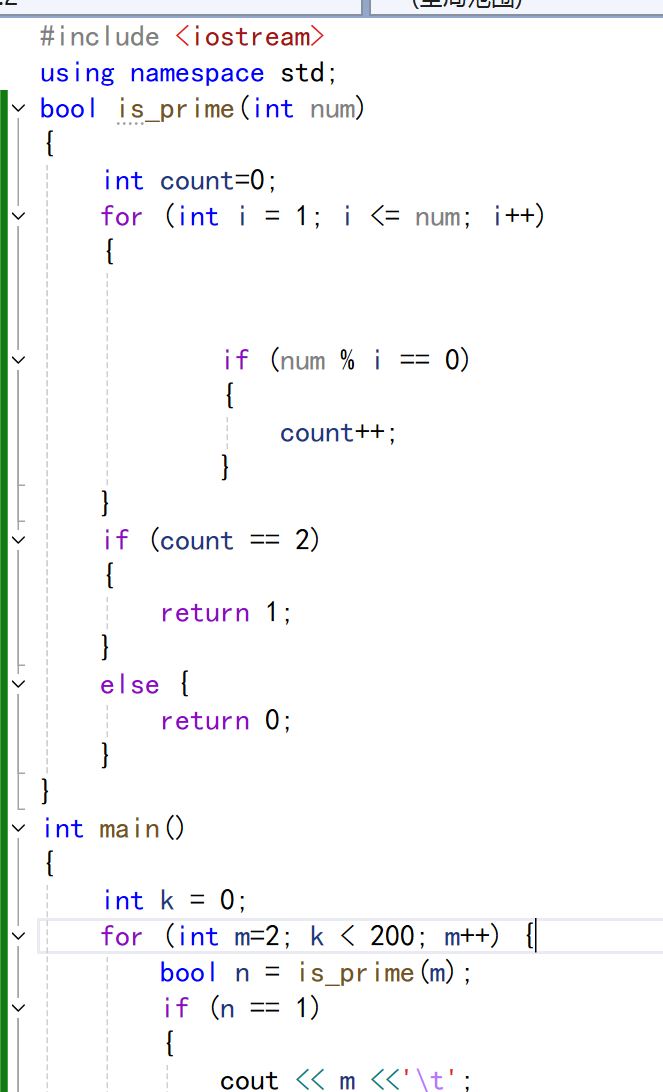 #include <iostream>
using namespace std;
bool is_prime(int num)
{
int count=0;
for (int i = 1; i <= num; i++)
{
if (num % i == 0)
{
count++;
}
}
if (count == 2)
{
return 1;
}
else {
return 0;
}
}
int main()
{
int k = 0;
for (int m=2; k < 200; m++) {
bool n = is_prime(m);
if (n == 1)
{
cout << m <<'\t';